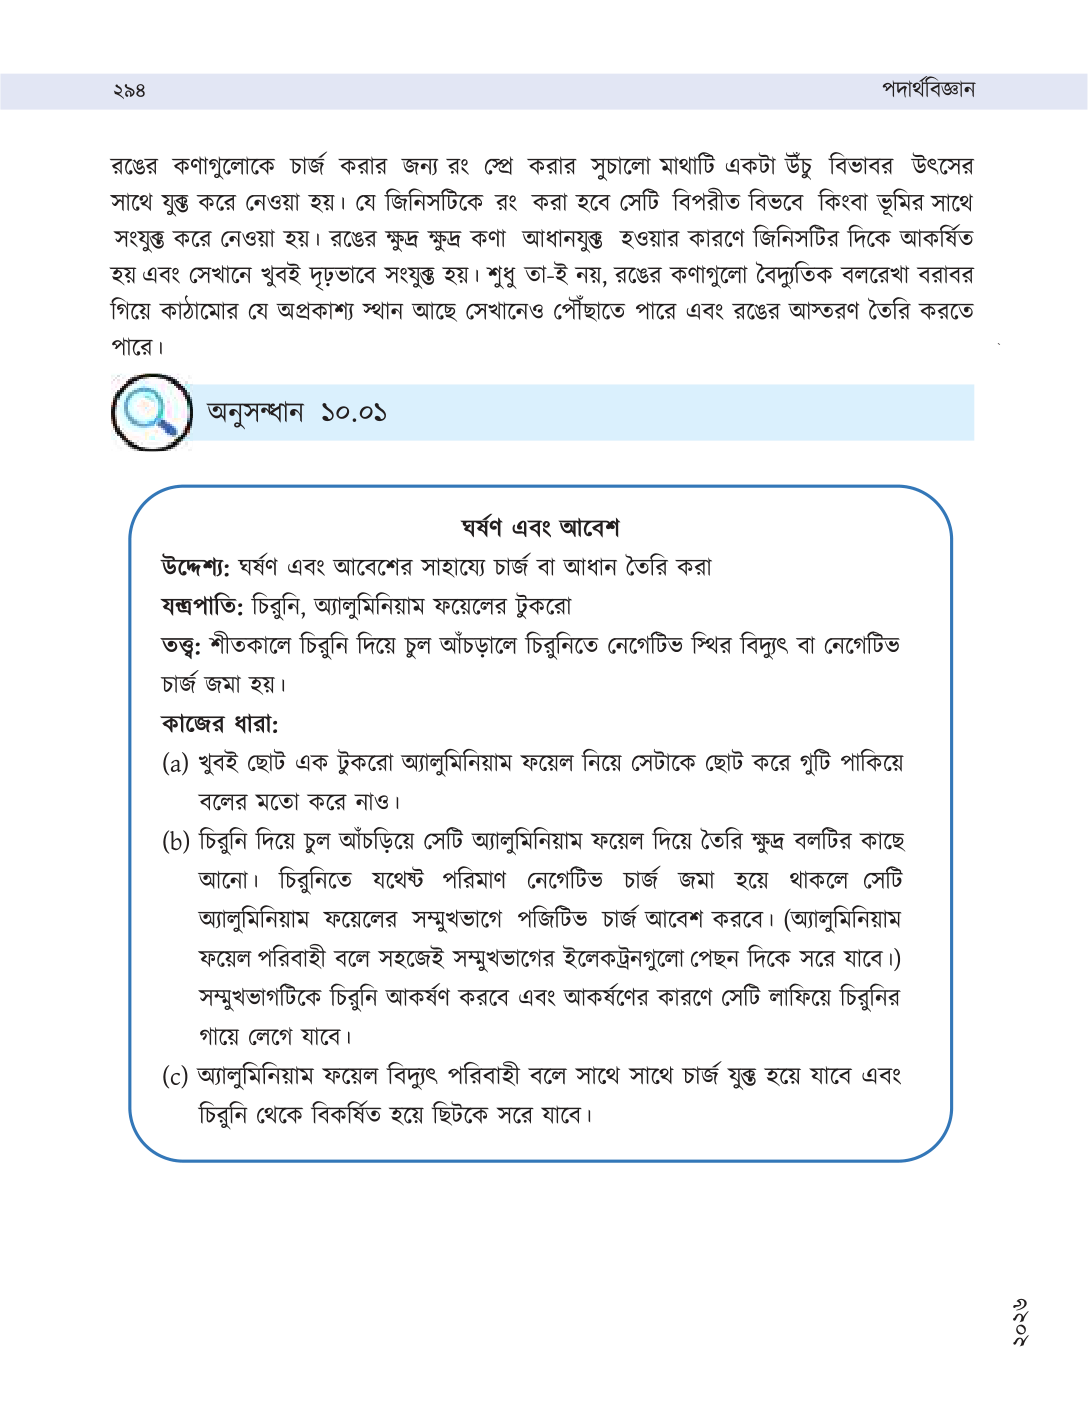 ২৯৪
পদার্থবিজ্ঞান
রঙের কণাগুলোকে চার্জ করার জন্য রং স্প্রে করার সুচালো মাথাটি একটা উঁচু বিভাবর উৎসের
সাথে যুক্ত করে নেওয়া হয়। যে জিনিসটিকে রং করা হবে সেটি বিপরীত বিভবে কিংবা ভূমির সাথে
সংযুক্ত করে নেওয়া হয়। রঙের ক্ষুদ্র ক্ষুদ্র কণা আধানযুক্ত হওয়ার কারণে জিনিসটির দিকে আকর্ষিত
হয় এবং সেখানে খুবই দৃঢ়ভাবে সংযুক্ত হয়। শুধু তা-ই নয়, রঙের কণাগুলো বৈদ্যুতিক বলরেখা বরাবর
গিয়ে কাঠামোর যে অপ্রকাশ্য স্থান আছে সেখানেও পৌঁছাতে পারে এবং রঙের আস্তরণ তৈরি করতে
পারে।
অনুসন্ধান ১০.০১
ঘর্ষণ এবং আবেশ
উদ্দেশ্য: ঘর্ষণ এবং আবেশের সাহায্যে চার্জ বা আধান তৈরি করা
যন্ত্রপাতি: চিরুনি, অ্যালুমিনিয়াম ফয়েলের টুকরো
তত্ত্ব: শীতকালে চিরুনি দিয়ে চুল আঁচড়ালে চিরুনিতে নেগেটিভ স্থির বিদ্যুৎ বা নেগেটিভ
চার্জ জমা হয়।
কাজের ধারা:
(a) খুবই ছোট এক টুকরো অ্যালুমিনিয়াম ফয়েল নিয়ে সেটাকে ছোট করে গুটি পাকিয়ে
বলের মতো করে নাও।
(b) চিরুনি দিয়ে চুল আঁচড়িয়ে সেটি অ্যালুমিনিয়াম ফয়েল দিয়ে তৈরি ক্ষুদ্র বলটির কাছে
আনো। চিরুনিতে যথেষ্ট পরিমাণ নেগেটিভ চার্জ জমা হয়ে থাকলে সেটি
অ্যালুমিনিয়াম ফয়েলের সম্মুখভাগে পজিটিভ চার্জ আবেশ করবে। (অ্যালুমিনিয়াম
ফয়েল পরিবাহী বলে সহজেই সম্মুখভাগের ইলেকট্রনগুলো পেছন দিকে সরে যাবে।)
সম্মুখভাগটিকে চিরুনি আকর্ষণ করবে এবং আকর্ষণের কারণে সেটি লাফিয়ে চিরুনির
গায়ে লেগে যাবে।
(c) অ্যালুমিনিয়াম ফয়েল বিদ্যুৎ পরিবাহী বলে সাথে সাথে চার্জ যুক্ত হয়ে যাবে এবং
চিরুনি থেকে বিকর্ষিত হয়ে ছিটকে সরে যাবে।
২০২৬